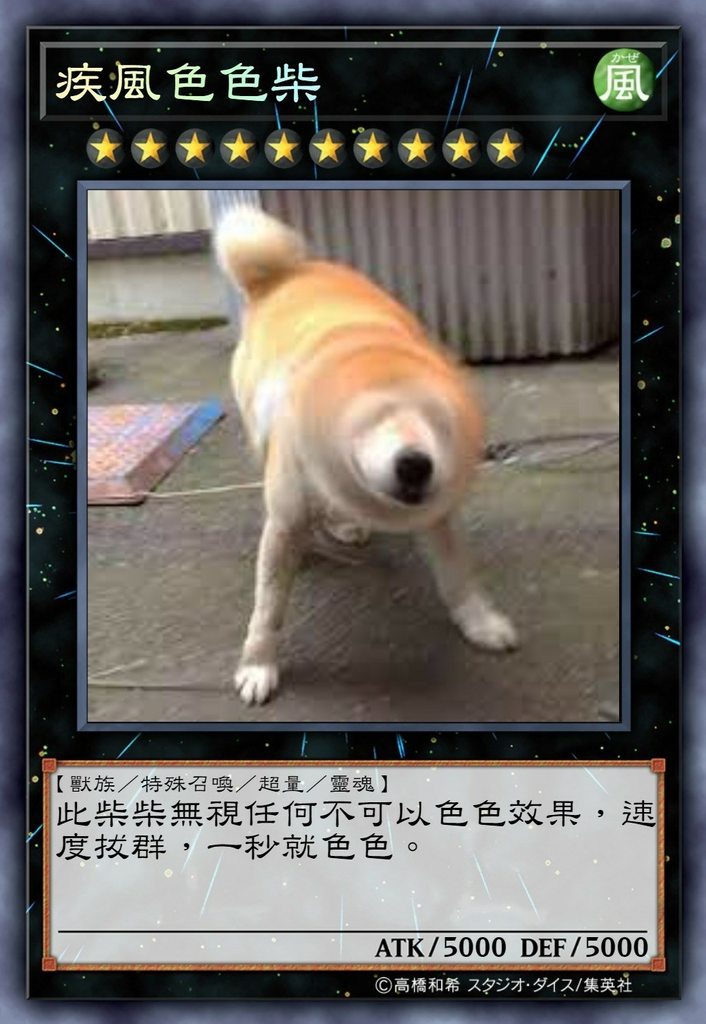 疾風色色柴
かぜ
風
【獸族／特殊召喚／超量／靈魂】
此柴柴無視任何不可以色色效果，速
度拔群，一秒就色色。
ATK/5000 DEF/5000
©高橋和希 スタジオ・ダイス/集英社